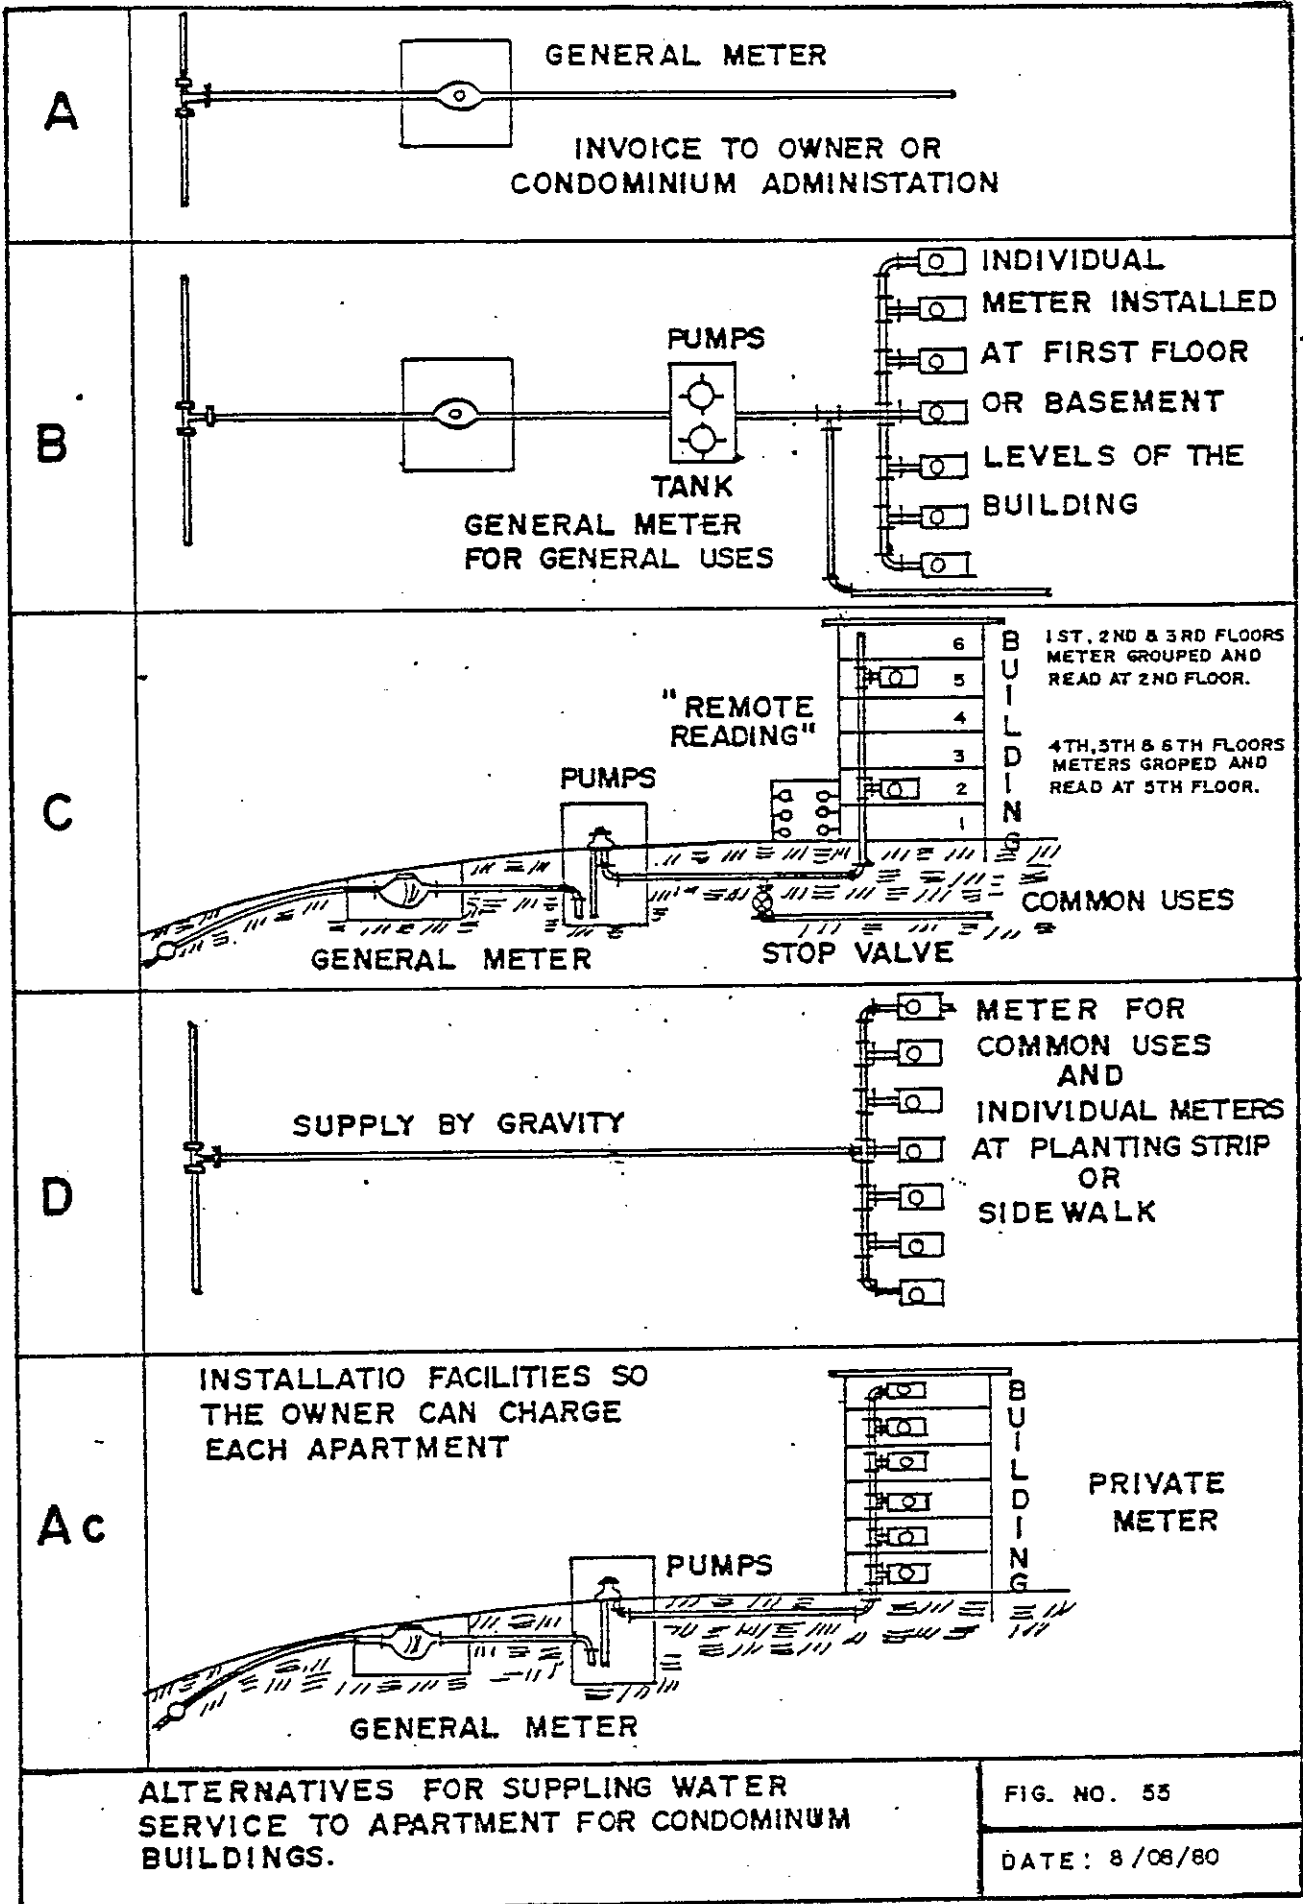 A
GENERAL METER
INVOICE TO OWNER OR
CONDOMINIUM ADMINISTATION
B
PUMPS
TANK
GENERAL METER
FOR GENERAL USES
INDIVIDUAL
METER INSTALLED
AT FIRST FLOOR
OR BASEMENT
LEVELS OF THE
BUILDING
C
"REMOTE
READING"
PUMPS
GENERAL METER
STOP VALVE
COMMON USES
6
5
4
3
2
1
BUILDING
1ST, 2ND & 3RD FLOORS
METER GROUPED AND
READ AT 2ND FLOOR.
4TH, 5TH & 6TH FLOORS
METERS GROPED AND
READ AT 5TH FLOOR.
D
SUPPLY BY GRAVITY
METER FOR
COMMON USES
AND
INDIVIDUAL METERS
AT PLANTING STRIP
OR
SIDEWALK
Ac
INSTALLATIO FACILITIES SO
THE OWNER CAN CHARGE
EACH APARTMENT
PUMPS
GENERAL METER
BUILDING
PRIVATE
METER
ALTERNATIVES FOR SUPPLING WATER
SERVICE TO APARTMENT FOR CONDOMINUM
BUILDINGS.
FIG. NO. 55
DATE: 8/08/80